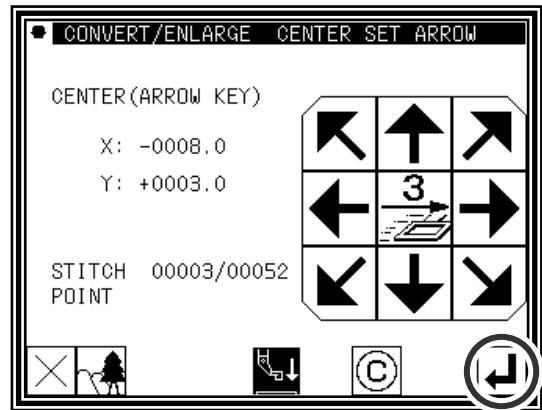 CONVERT/ENLARGE CENTER SET ARROW
CENTER(ARROW KEY)
X: -0008.0
Y: +0003.0
3
STITCH 00003/00052
POINT
C